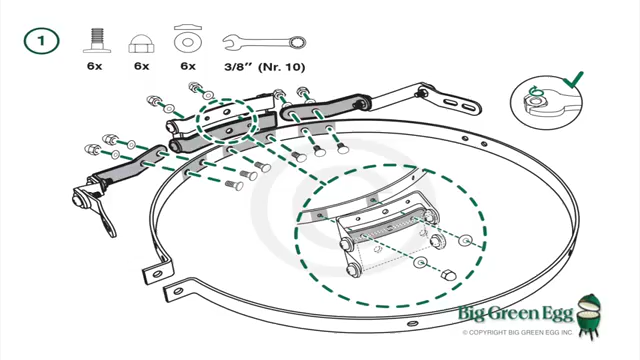 1
6x 6x 6x 3/8″ (Nr. 10)
Big Green Egg
© COPYRIGHT BIG GREEN EGG INC